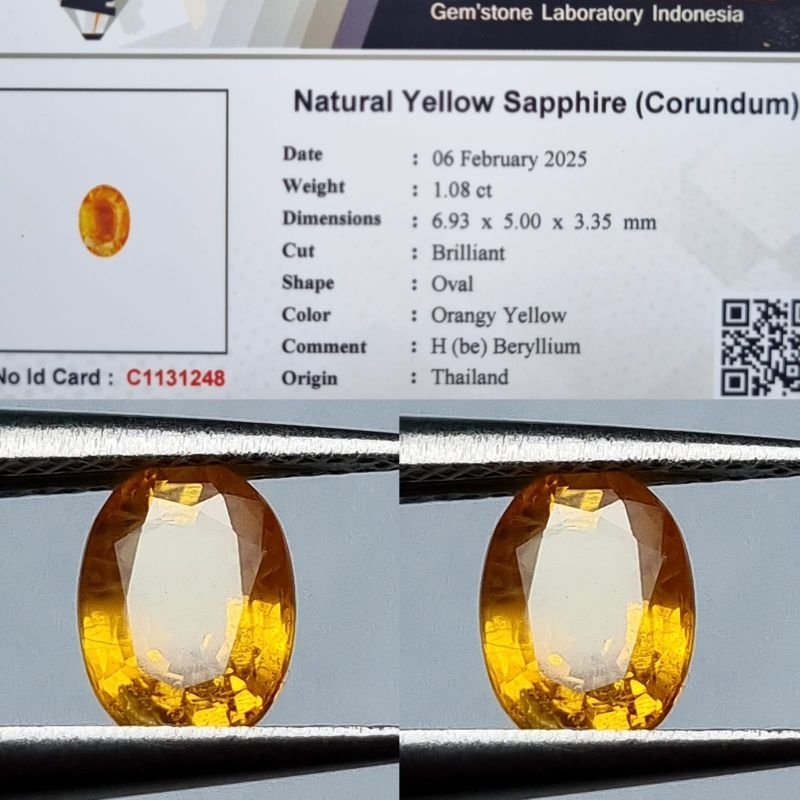 Gem'stone Laboratory Indonesia
Natural Yellow Sapphire (Corundum)
Date : 06 February 2025
Weight : 1.08 ct
Dimensions : 6.93 x 5.00 x 3.35 mm
Cut : Brilliant
Shape : Oval
Color : Orangy Yellow
Comment : H (be) Beryllium
Origin : Thailand
No Id Card : C1131248